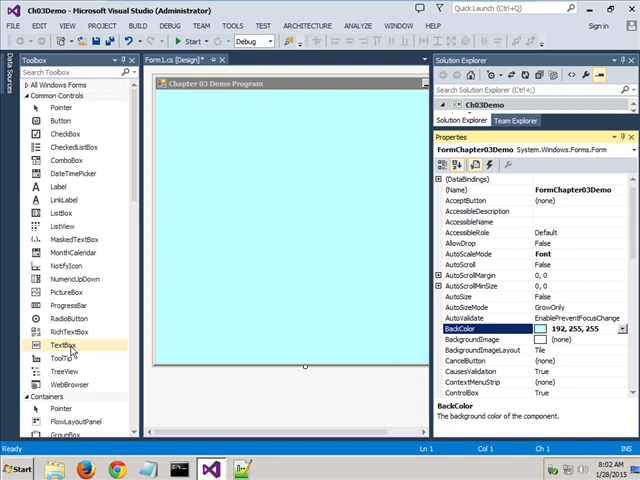 Ch03Demo - Microsoft Visual Studio (Administrator)
Quick Launch (Ctrl+Q)
FILE EDIT VIEW PROJECT BUILD DEBUG TEAM TOOLS TEST ARCHITECTURE ANALYZE WINDOW HELP Sign in
Start Debug
Data Sources
Toolbox
Search Toolbox
All Windows Forms
Common Controls
Pointer
Button
CheckBox
CheckedListBox
ComboBox
DateTimePicker
Label
LinkLabel
ListBox
ListView
MaskedTextBox
MonthCalendar
NotifyIcon
NumericUpDown
PictureBox
ProgressBar
RadioButton
RichTextBox
TextBox
ToolTip
TreeView
WebBrowser
Containers
Pointer
FlowLayoutPanel
GroupBox
Form1.cs [Design]*
Chapter 03 Demo Program
Solution Explorer
Search Solution Explorer (Ctrl+;)
Ch03Demo
Solution Explorer Team Explorer
Properties
FormChapter03Demo System.Windows.Forms.Form
(DataBindings)
(Name) FormChapter03Demo
AcceptButton (none)
AccessibleDescription
AccessibleName
AccessibleRole Default
AllowDrop False
AutoScaleMode Font
AutoScroll False
AutoScrollMargin 0, 0
AutoScrollMinSize 0, 0
AutoSize False
AutoSizeMode GrowOnly
AutoValidate EnablePreventFocusChange
BackColor 192, 255, 255
BackgroundImage (none)
BackgroundImageLayout Tile
CancelButton (none)
CausesValidation True
ContextMenuStrip (none)
ControlBox True
BackColor
The background color of the component.
Ready Ln 1 Col 1 Ch 1 INS
Start
8:02 AM
1/28/2015